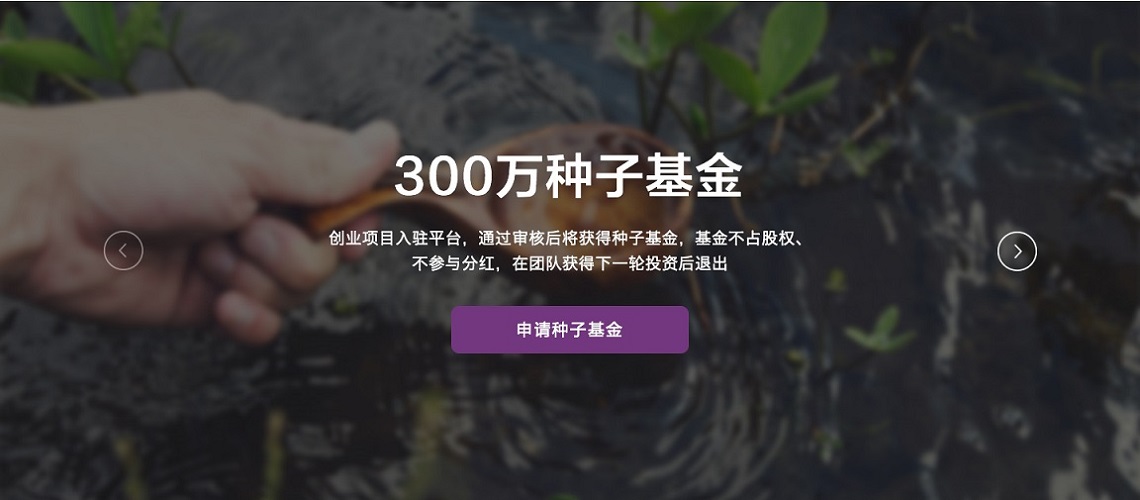 300万种子基金
创业项目入驻平台，通过审核后将获得种子基金，基金不占股权、
不参与分红，在团队获得下一轮投资后退出
申请种子基金